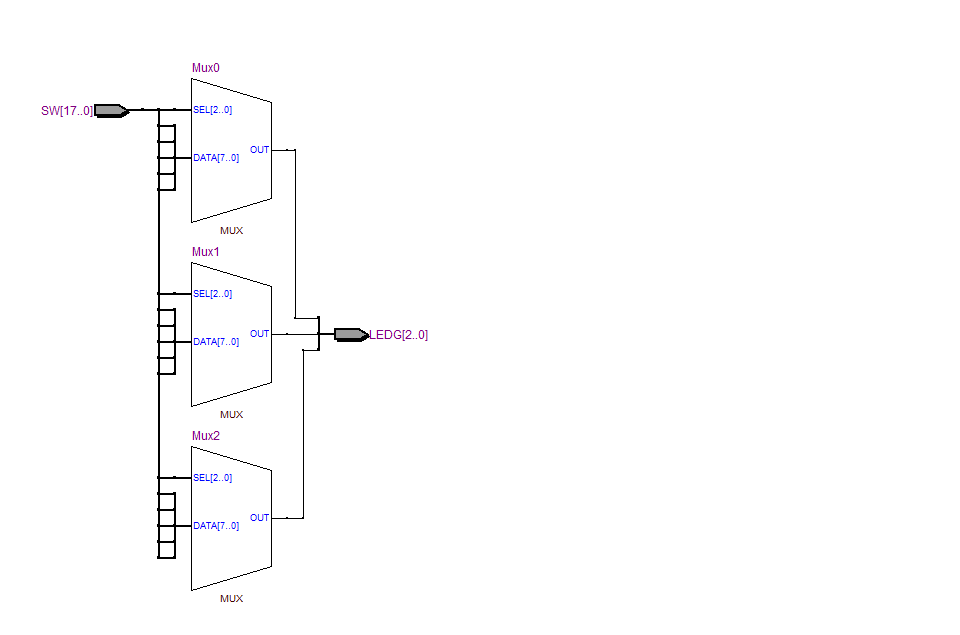 Mux0
SW[17..0]
SEL[2..0]
DATA[7..0]
OUT
MUX
Mux1
SEL[2..0]
DATA[7..0]
OUT
LEDG[2..0]
MUX
Mux2
SEL[2..0]
DATA[7..0]
OUT
MUX